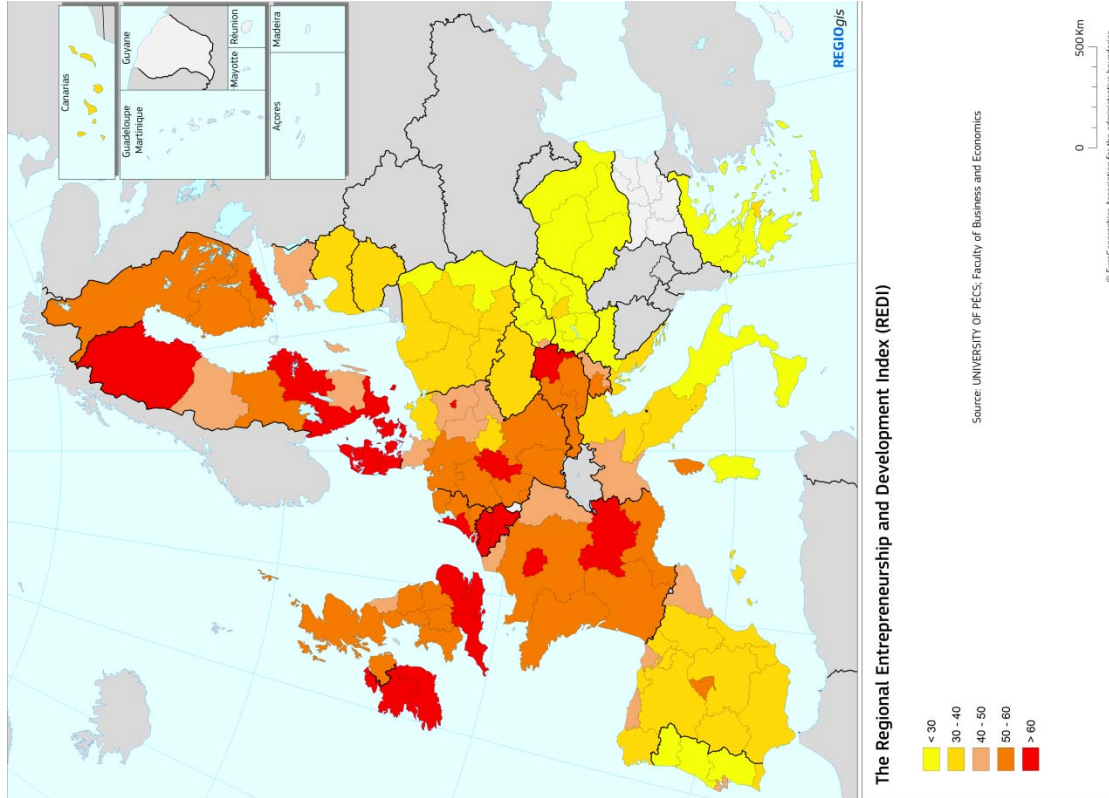 Canarias
Guadeloupe
Martinique
Guyane
Mayotte
Réunion
Açores
Madeira
REGIOgis
The Regional Entrepreneurship and Development Index (REDI)
< 30
30 - 40
40 - 50
50 - 60
> 60
Source: UNIVERSITY OF PÉCS; Faculty of Business and Economics
0
500 Km